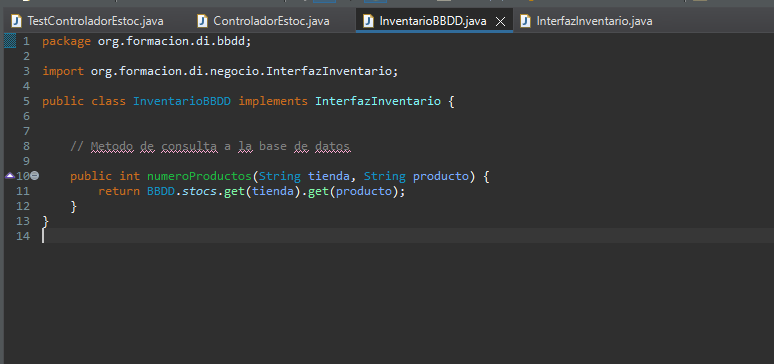 TestControladorEstoc.java ControladorEstoc.java InventarioBBDD.java InterfazInventario.java
1 package org.formacion.di.bbdd;
2
3 import org.formacion.di.negocio.InterfazInventario;
4
5 public class InventarioBBDD implements InterfazInventario {
6
7
8 // Metodo de consulta a la base de datos
9
10 public int numeroProductos(String tienda, String producto) {
11 return BBDD.stocs.get(tienda).get(producto);
12 }
13 }
14